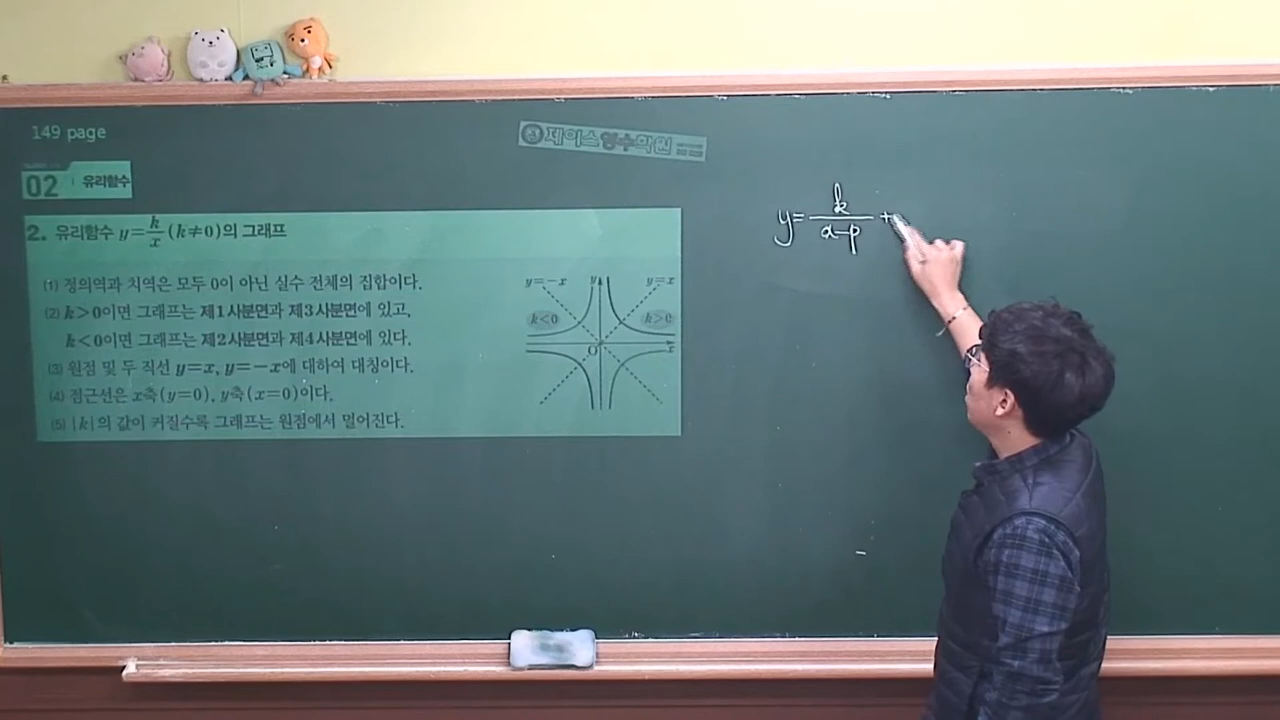 149 page
제이스 영수학원
02 유리함수
2. 유리함수 y=k/x (k≠0)의 그래프
(1) 정의역과 치역은 모두 0이 아닌 실수 전체의 집합이다.
(2) k>0이면 그래프는 제1사분면과 제3사분면에 있고,
k<0이면 그래프는 제2사분면과 제4사분면에 있다.
(3) 원점 및 두 직선 y=x, y=-x에 대하여 대칭이다.
(4) 점근선은 x축(y=0), y축(x=0)이다.
(5) |k|의 값이 커질수록 그래프는 원점에서 멀어진다.
y=-x y y=x
k<0 k>0
O x
y= k/(x-p) +